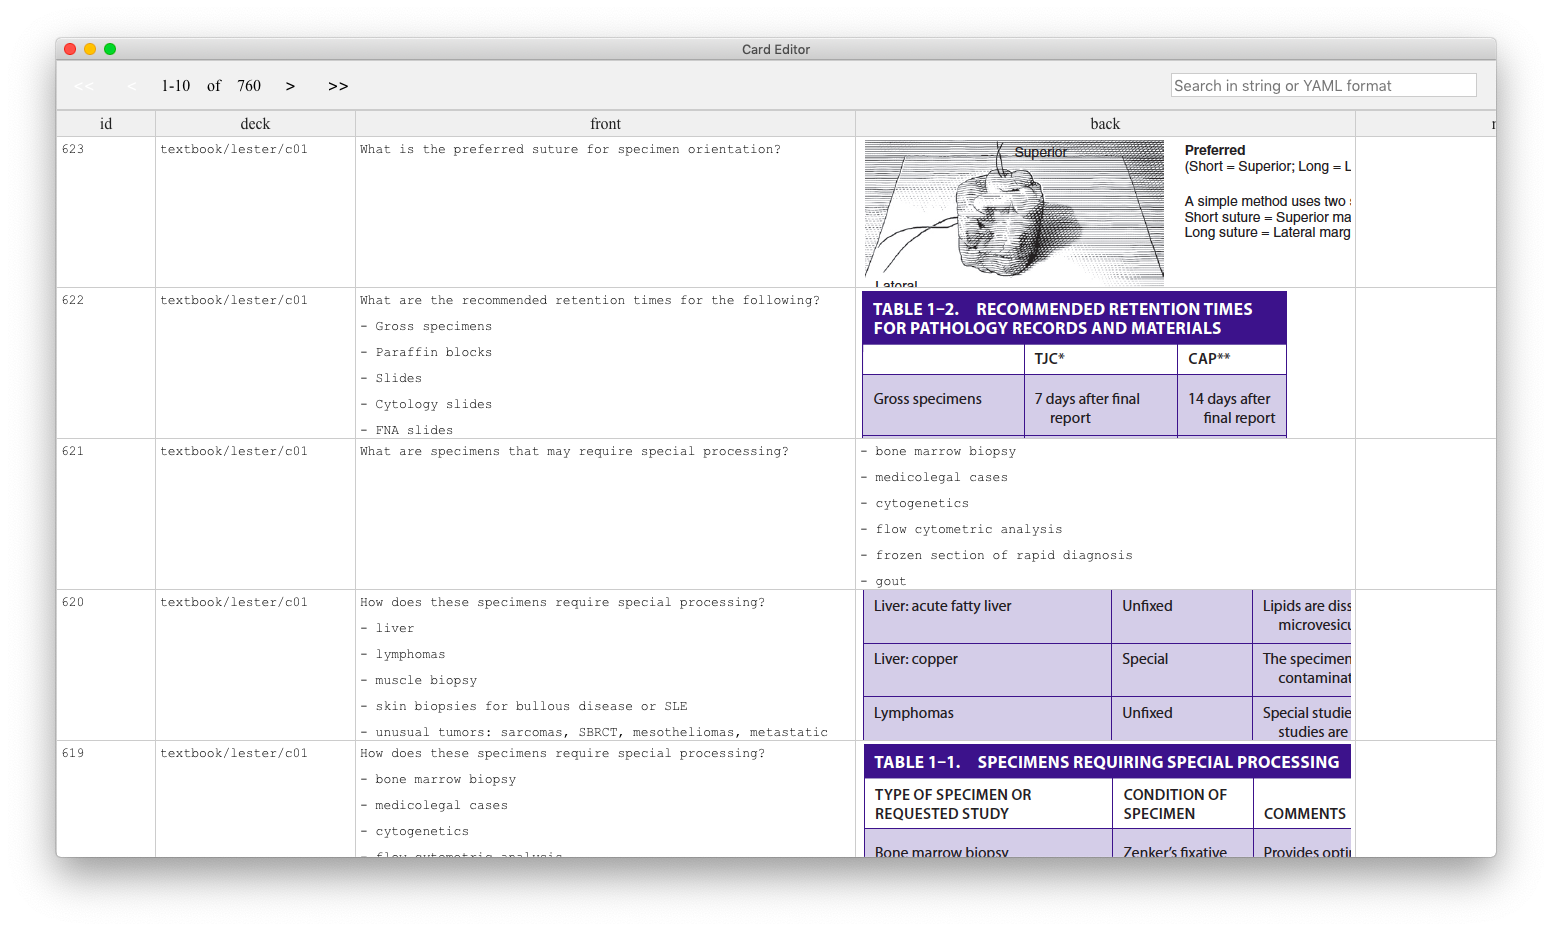 Card Editor
<< < 1-10 of 760 > >>
Search in string or YAML format
id deck front back
623 textbook/lester/c01 What is the preferred suture for specimen orientation?
Superior
Lateral
Preferred
(Short = Superior; Long = L
A simple method uses two
Short suture = Superior ma
Long suture = Lateral marg
622 textbook/lester/c01 What are the recommended retention times for the following?
- Gross specimens
- Paraffin blocks
- Slides
- Cytology slides
- FNA slides
TABLE 1–2. RECOMMENDED RETENTION TIMES
FOR PATHOLOGY RECORDS AND MATERIALS
TJC* CAP**
Gross specimens 7 days after final report 14 days after final report
621 textbook/lester/c01 What are specimens that may require special processing?
- bone marrow biopsy
- medicolegal cases
- cytogenetics
- flow cytometric analysis
- frozen section of rapid diagnosis
- gout
620 textbook/lester/c01 How does these specimens require special processing?
- liver
- lymphomas
- muscle biopsy
- skin biopsies for bullous disease or SLE
- unusual tumors: sarcomas, SBRCT, mesotheliomas, metastatic
Liver: acute fatty liver Unfixed Lipids are diss
microvesicu
Liver: copper Special The specimen
contaminat
Lymphomas Unfixed Special studie
studies are
619 textbook/lester/c01 How does these specimens require special processing?
- bone marrow biopsy
- medicolegal cases
- cytogenetics
- flow cytometric analysis
TABLE 1–1. SPECIMENS REQUIRING SPECIAL PROCESSING
TYPE OF SPECIMEN OR REQUESTED STUDY
CONDITION OF SPECIMEN
COMMENTS
Bone marrow biopsy Zenker's fixative Provides opti